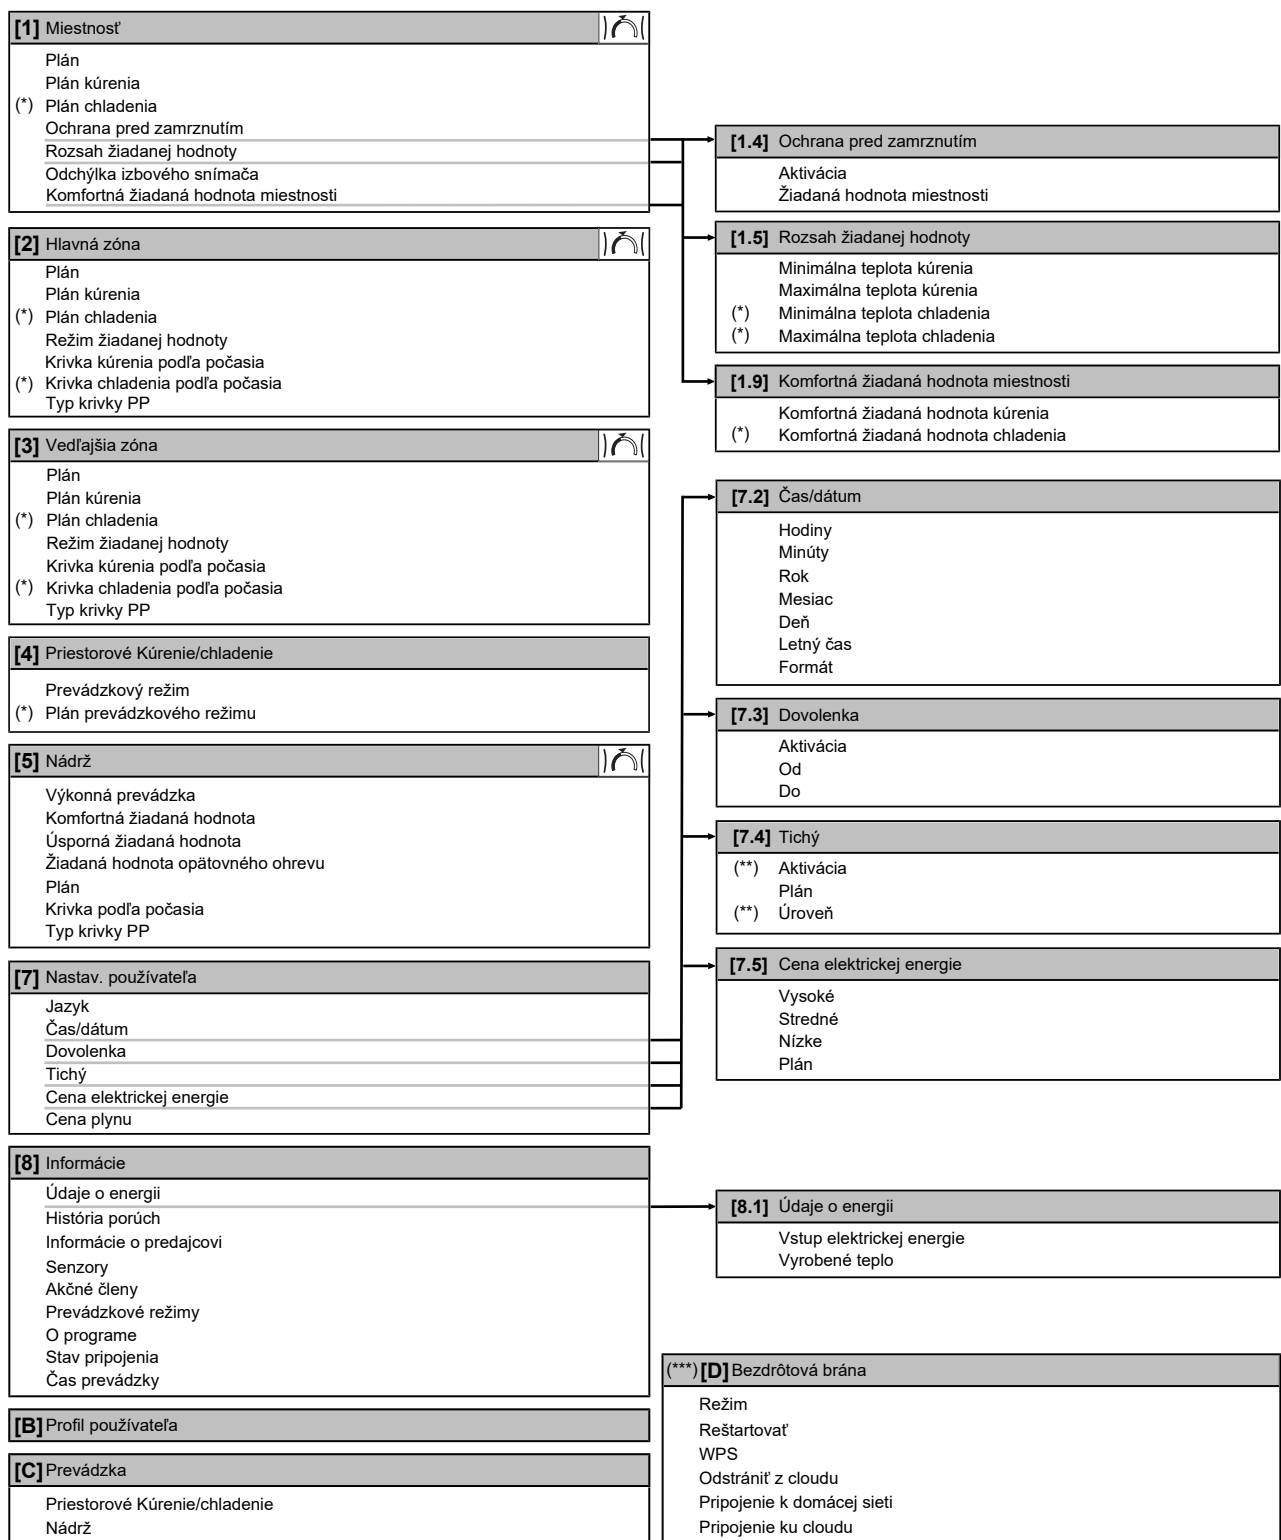 [1] Miestnosť
Plán
Plán kúrenia
(*) Plán chladenia
Ochrana pred zamrznutím
Rozsah žiadanej hodnoty
Odchýlka izbového snímača
Komfortná žiadaná hodnota miestnosti
[2] Hlavná zóna
Plán
Plán kúrenia
(*) Plán chladenia
Režim žiadanej hodnoty
Krivka kúrenia podľa počasia
(*) Krivka chladenia podľa počasia
Typ krivky PP
[3] Vedľajšia zóna
Plán
Plán kúrenia
(*) Plán chladenia
Režim žiadanej hodnoty
Krivka kúrenia podľa počasia
(*) Krivka chladenia podľa počasia
Typ krivky PP
[4] Priestorové Kúrenie/chladenie
Prevádzkový režim
(*) Plán prevádzkového režimu
[5] Nádrž
Výkonná prevádzka
Komfortná žiadaná hodnota
Úsporná žiadaná hodnota
Žiadaná hodnota opätovného ohrevu
Plán
Krivka podľa počasia
Typ krivky PP
[7] Nastav. používateľa
Jazyk
Čas/dátum
Dovolenka
Tichý
Cena elektrickej energie
Cena plynu
[8] Informácie
Údaje o energii
História porúch
Informácie o predajcovi
Senzory
Akčné členy
Prevádzkové režimy
O programe
Stav pripojenia
Čas prevádzky
[B] Profil používateľa
[C] Prevádzka
Priestorové Kúrenie/chladenie
Nádrž
[1.4] Ochrana pred zamrznutím
Aktivácia
Žiadaná hodnota miestnosti
[1.5] Rozsah žiadanej hodnoty
Minimálna teplota kúrenia
Maximálna teplota kúrenia
(*) Minimálna teplota chladenia
(*) Maximálna teplota chladenia
[1.9] Komfortná žiadaná hodnota miestnosti
Komfortná žiadaná hodnota kúrenia
(*) Komfortná žiadaná hodnota chladenia
[7.2] Čas/dátum
Hodiny
Minúty
Rok
Mesiac
Deň
Letný čas
Formát
[7.3] Dovolenka
Aktivácia
Od
Do
[7.4] Tichý
(**) Aktivácia
Plán
(**) Úroveň
[7.5] Cena elektrickej energie
Vysoké
Stredné
Nízke
Plán
[8.1] Údaje o energii
Vstup elektrickej energie
Vyrobené teplo
(***) [D] Bezdrôtová brána
Režim
Reštartovať
WPS
Odstrániť z cloudu
Pripojenie k domácej sieti
Pripojenie ku cloudu